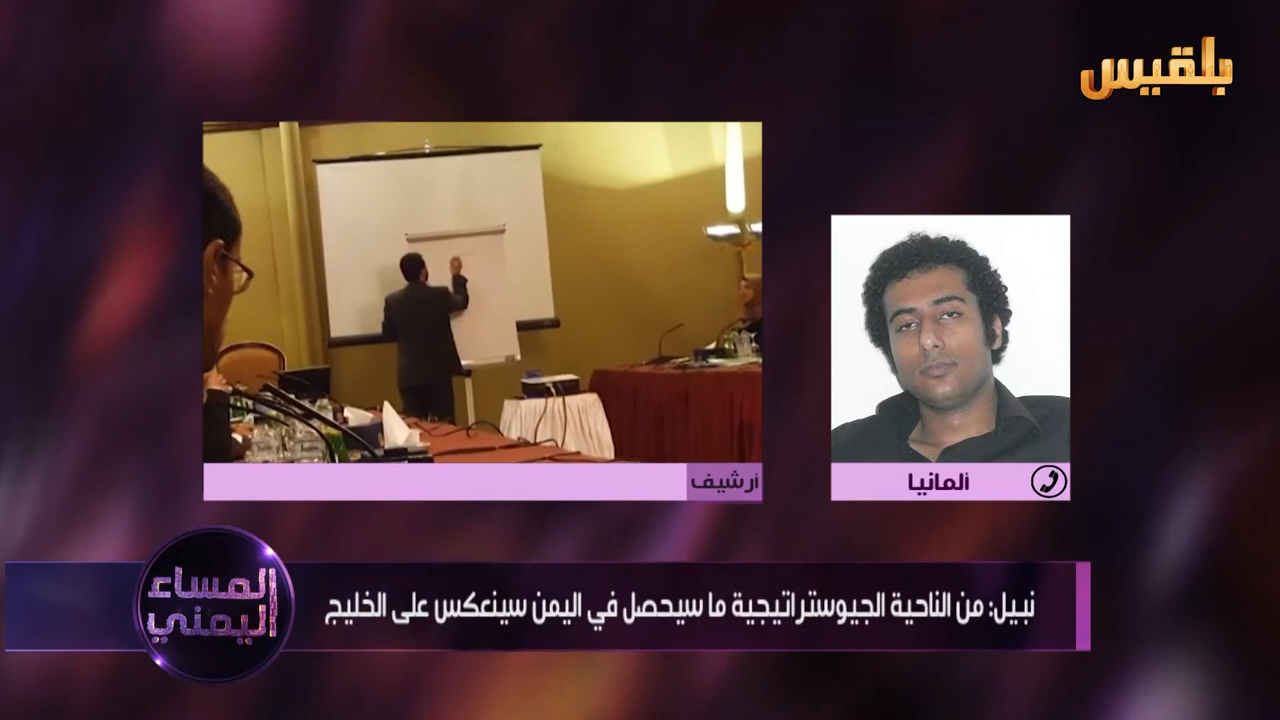 بلقيس
أرشيف
ألمانيا
نبيل: من الناحية الجيوستراتيجية ما سيحصل في اليمن سينعكس على الخليج
المساء
اليمني